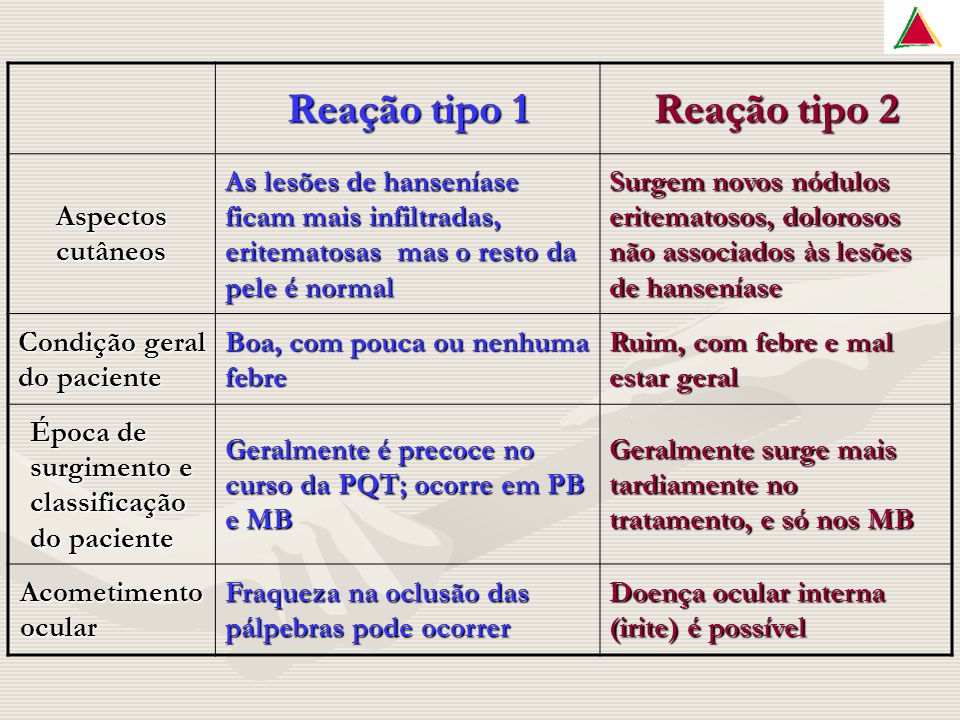 Reação tipo 1
Reação tipo 2
Aspectos
cutâneos
As lesões de hanseníase
ficam mais infiltradas,
eritematosas  mas o resto da
pele é normal
Surgem novos nódulos
eritematosos, dolorosos
não associados às lesões
de hanseníase
Condição geral
do paciente
Boa, com pouca ou nenhuma
febre
Ruim, com febre e mal
estar geral
Época de
surgimento e
classificação
do paciente
Geralmente é precoce no
curso da PQT; ocorre em PB
e MB
Geralmente surge mais
tardiamente no
tratamento, e só nos MB
Acometimento
ocular
Fraqueza na oclusão das
pálpebras pode ocorrer
Doença ocular interna
(irite) é possível